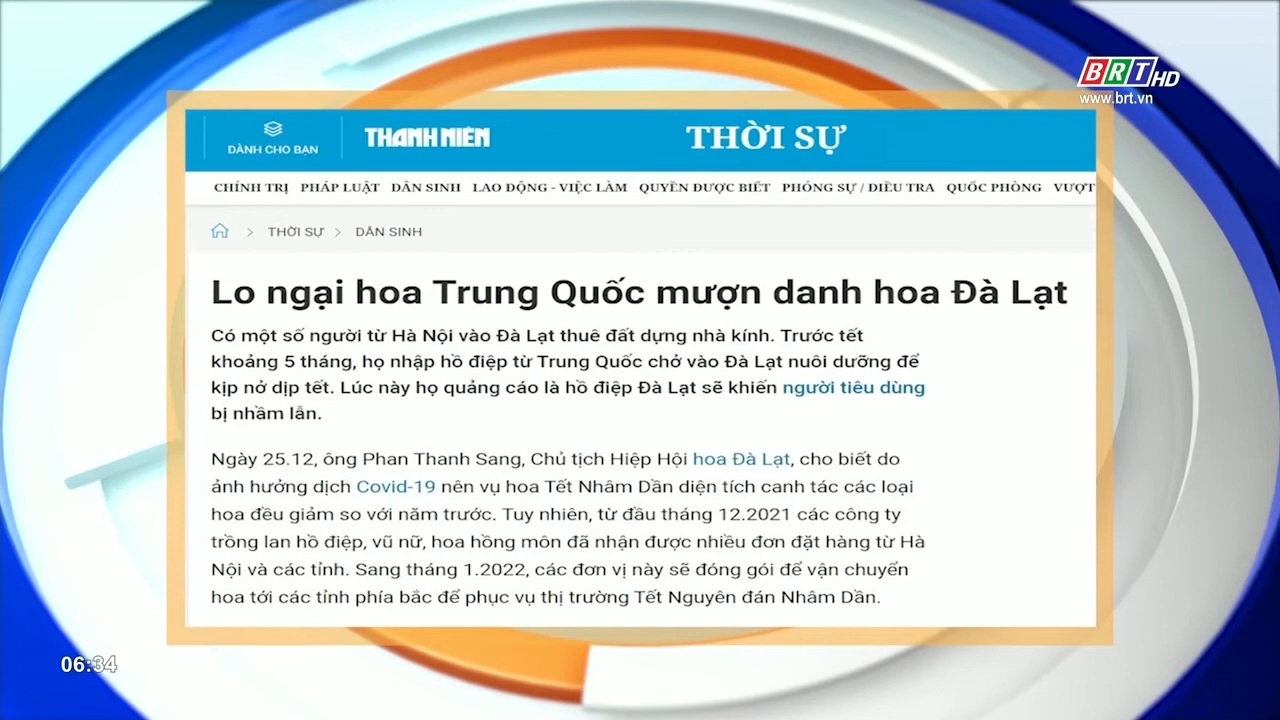 BRT HD
www.brt.vn
DÀNH CHO BẠN
THANH NIÊN
THỜI SỰ
CHÍNH TRỊ PHÁP LUẬT DÂN SINH LAO ĐỘNG - VIỆC LÀM QUYỀN ĐƯỢC BIẾT PHÓNG SỰ / ĐIỀU TRA QUỐC PHÒNG VƯỢT
> THỜI SỰ > DÂN SINH
Lo ngại hoa Trung Quốc mượn danh hoa Đà Lạt
Có một số người từ Hà Nội vào Đà Lạt thuê đất dựng nhà kính. Trước tết
khoảng 5 tháng, họ nhập hồ điệp từ Trung Quốc chở vào Đà Lạt nuôi dưỡng để
kịp nở dịp tết. Lúc này họ quảng cáo là hồ điệp Đà Lạt sẽ khiến người tiêu dùng
bị nhầm lẫn.
Ngày 25.12, ông Phan Thanh Sang, Chủ tịch Hiệp Hội hoa Đà Lạt, cho biết do
ảnh hưởng dịch Covid-19 nên vụ hoa Tết Nhâm Dần diện tích canh tác các loại
hoa đều giảm so với năm trước. Tuy nhiên, từ đầu tháng 12.2021 các công ty
trồng lan hồ điệp, vũ nữ, hoa hồng môn đã nhận được nhiều đơn đặt hàng từ Hà
Nội và các tỉnh. Sang tháng 1.2022, các đơn vị này sẽ đóng gói để vận chuyển
hoa tới các tỉnh phía bắc để phục vụ thị trường Tết Nguyên đán Nhâm Dần.
06:34